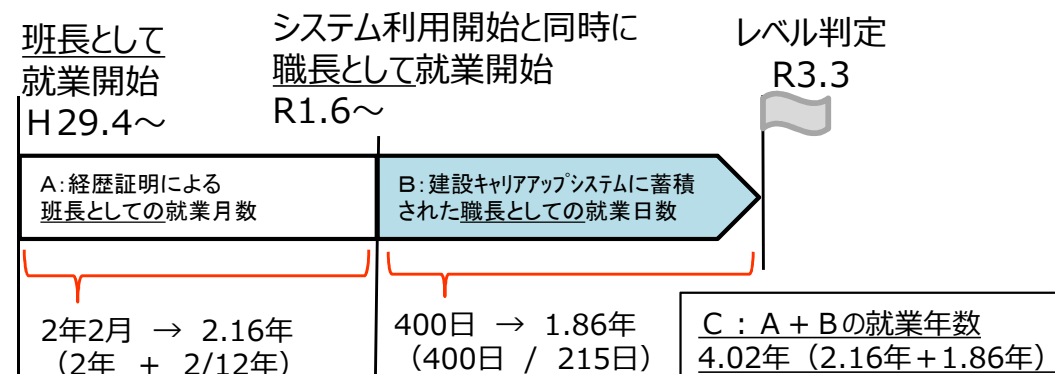 班長として
就業開始
H29.4～
システム利用開始と同時に
職長として就業開始
R1.6～
レベル判定
R3.3
A:経歴証明による
班長としての就業月数
B:建設ｷｬﾘｱｱｯﾌﾟｼｽﾃﾑに蓄積
された職長としての就業日数
2年2月 → 2.16年
（2年 + 2/12年）
400日 → 1.86年
（400日 / 215日）
C：A＋Bの就業年数
4.02年（2.16年＋1.86年）